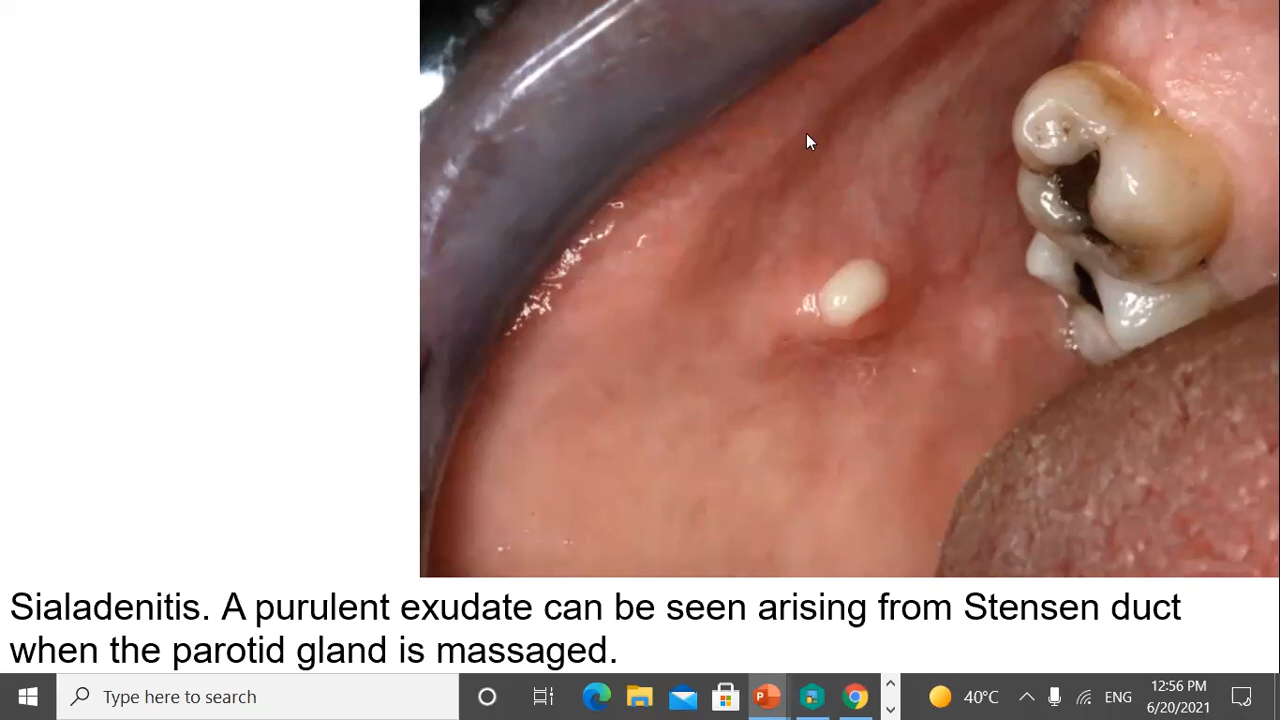 Sialadenitis. A purulent exudate can be seen arising from Stensen duct
when the parotid gland is massaged.
Type here to search
40°C
ENG
12:56 PM
6/20/2021